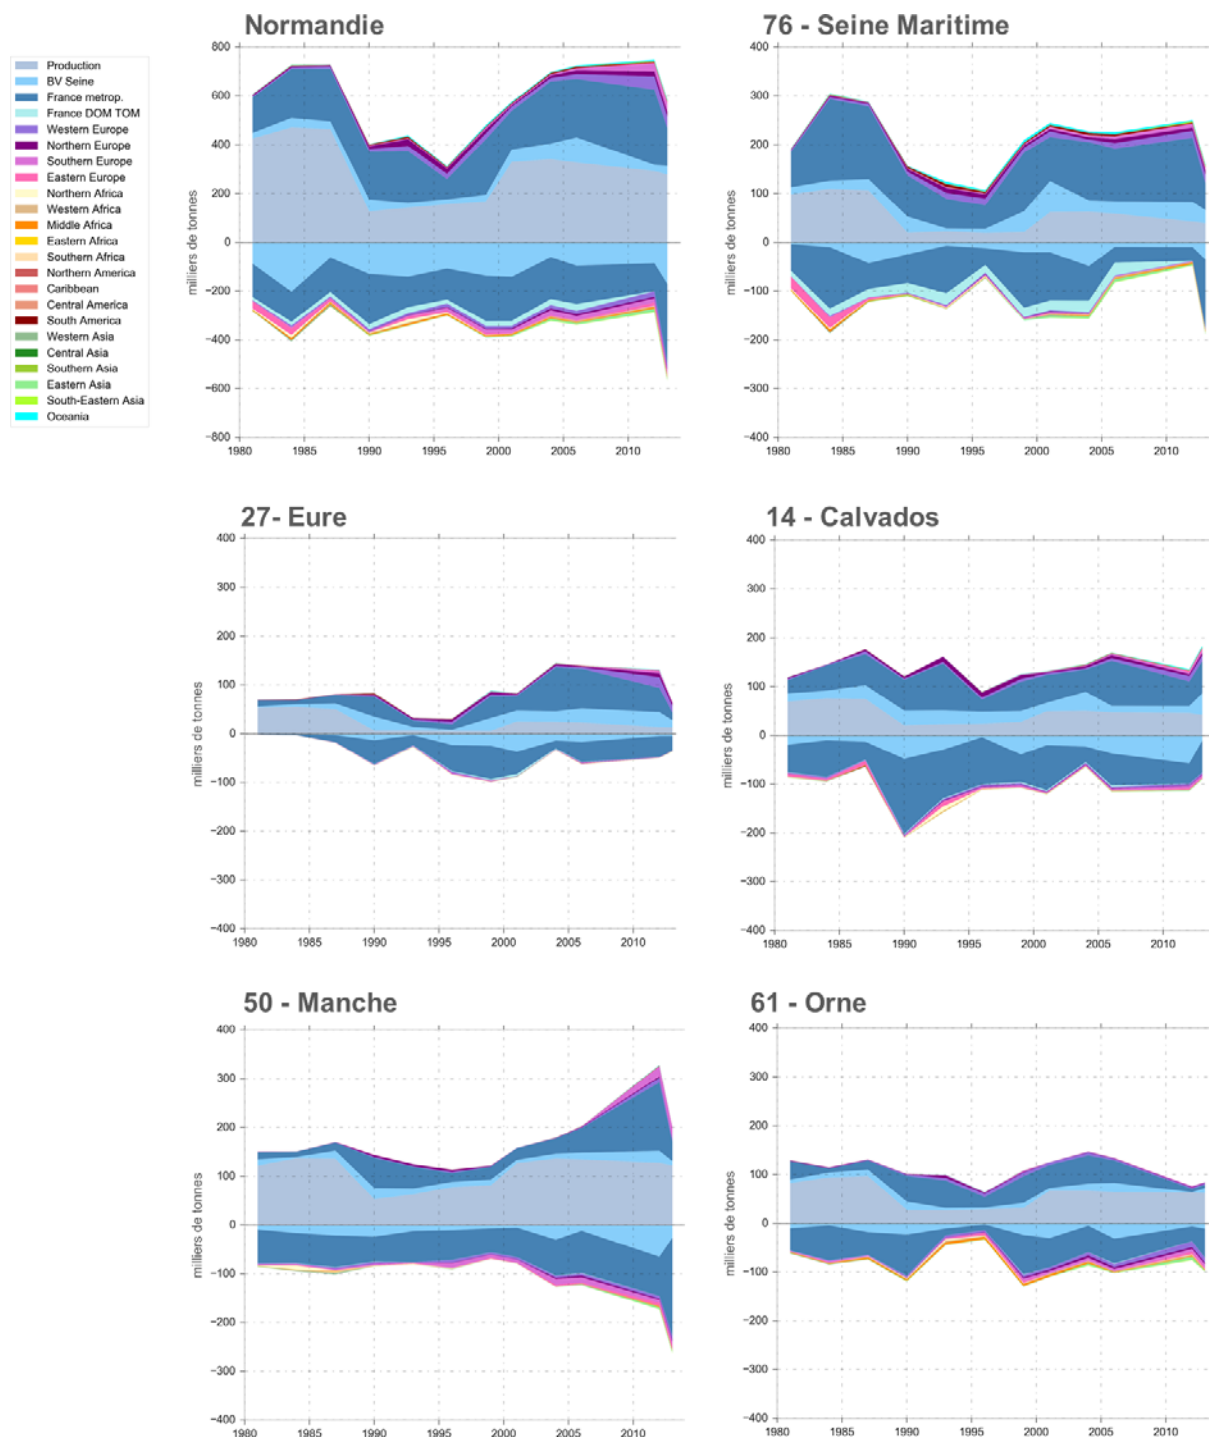 Normandie
76 - Seine Maritime
Production
BV Seine
France metrop.
France DOM TOM
Western Europe
Northern Europe
Southern Europe
Eastern Europe
Northern Africa
Western Africa
Middle Africa
Eastern Africa
Southern Africa
Northern America
Caribbean
Central America
South America
Western Asia
Central Asia
Southern Asia
Eastern Asia
South-Eastern Asia
Oceania
milliers de tonnes
800
600
400
200
0
−200
−400
−600
−800
1980 1985 1990 1995 2000 2005 2010
milliers de tonnes
400
300
200
100
0
−100
−200
−300
−400
1980 1985 1990 1995 2000 2005 2010
27- Eure
14 - Calvados
milliers de tonnes
400
300
200
100
0
−100
−200
−300
−400
1980 1985 1990 1995 2000 2005 2010
milliers de tonnes
400
300
200
100
0
−100
−200
−300
−400
1980 1985 1990 1995 2000 2005 2010
50 - Manche
61 - Orne
milliers de tonnes
400
300
200
100
0
−100
−200
−300
−400
1980 1985 1990 1995 2000 2005 2010
milliers de tonnes
400
300
200
100
0
−100
−200
−300
−400
1980 1985 1990 1995 2000 2005 2010